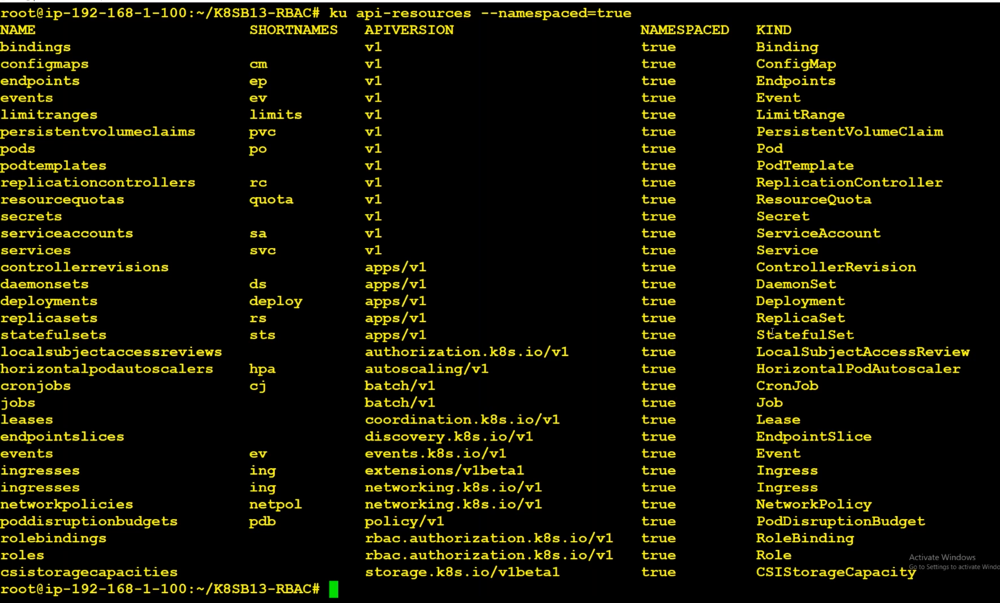 root@ip-192-168-1-100:~/K8SB13-RBAC# ku api-resources --namespaced=true
NAME SHORTNAMES APIVERSION NAMESPACED KIND
bindings v1 true Binding
configmaps cm v1 true ConfigMap
endpoints ep v1 true Endpoints
events ev v1 true Event
limitranges limits v1 true LimitRange
persistentvolumeclaims pvc v1 true PersistentVolumeClaim
pods po v1 true Pod
podtemplates v1 true PodTemplate
replicationcontrollers rc v1 true ReplicationController
resourcequotas quota v1 true ResourceQuota
secrets v1 true Secret
serviceaccounts sa v1 true ServiceAccount
services svc v1 true Service
controllerrevisions apps/v1 true ControllerRevision
daemonsets ds apps/v1 true DaemonSet
deployments deploy apps/v1 true Deployment
replicasets rs apps/v1 true ReplicaSet
statefulsets sts apps/v1 true StatefulSet
localsubjectaccessreviews authorization.k8s.io/v1 true LocalSubjectAccessReview
horizontalpodautoscalers hpa autoscaling/v1 true HorizontalPodAutoscaler
cronjobs cj batch/v1 true CronJob
jobs batch/v1 true Job
leases coordination.k8s.io/v1 true Lease
endpointslices discovery.k8s.io/v1 true EndpointSlice
events ev events.k8s.io/v1 true Event
ingresses ing extensions/v1beta1 true Ingress
ingresses ing networking.k8s.io/v1 true Ingress
networkpolicies netpol networking.k8s.io/v1 true NetworkPolicy
poddisruptionbudgets pdb policy/v1 true PodDisruptionBudget
rolebindings rbac.authorization.k8s.io/v1 true RoleBinding
roles rbac.authorization.k8s.io/v1 true Role
Activate Windows
Go to Settings to activate Windo
csistoragecapacities storage.k8s.io/v1beta1 true CSIStorageCapacity
root@ip-192-168-1-100:~/K8SB13-RBAC#